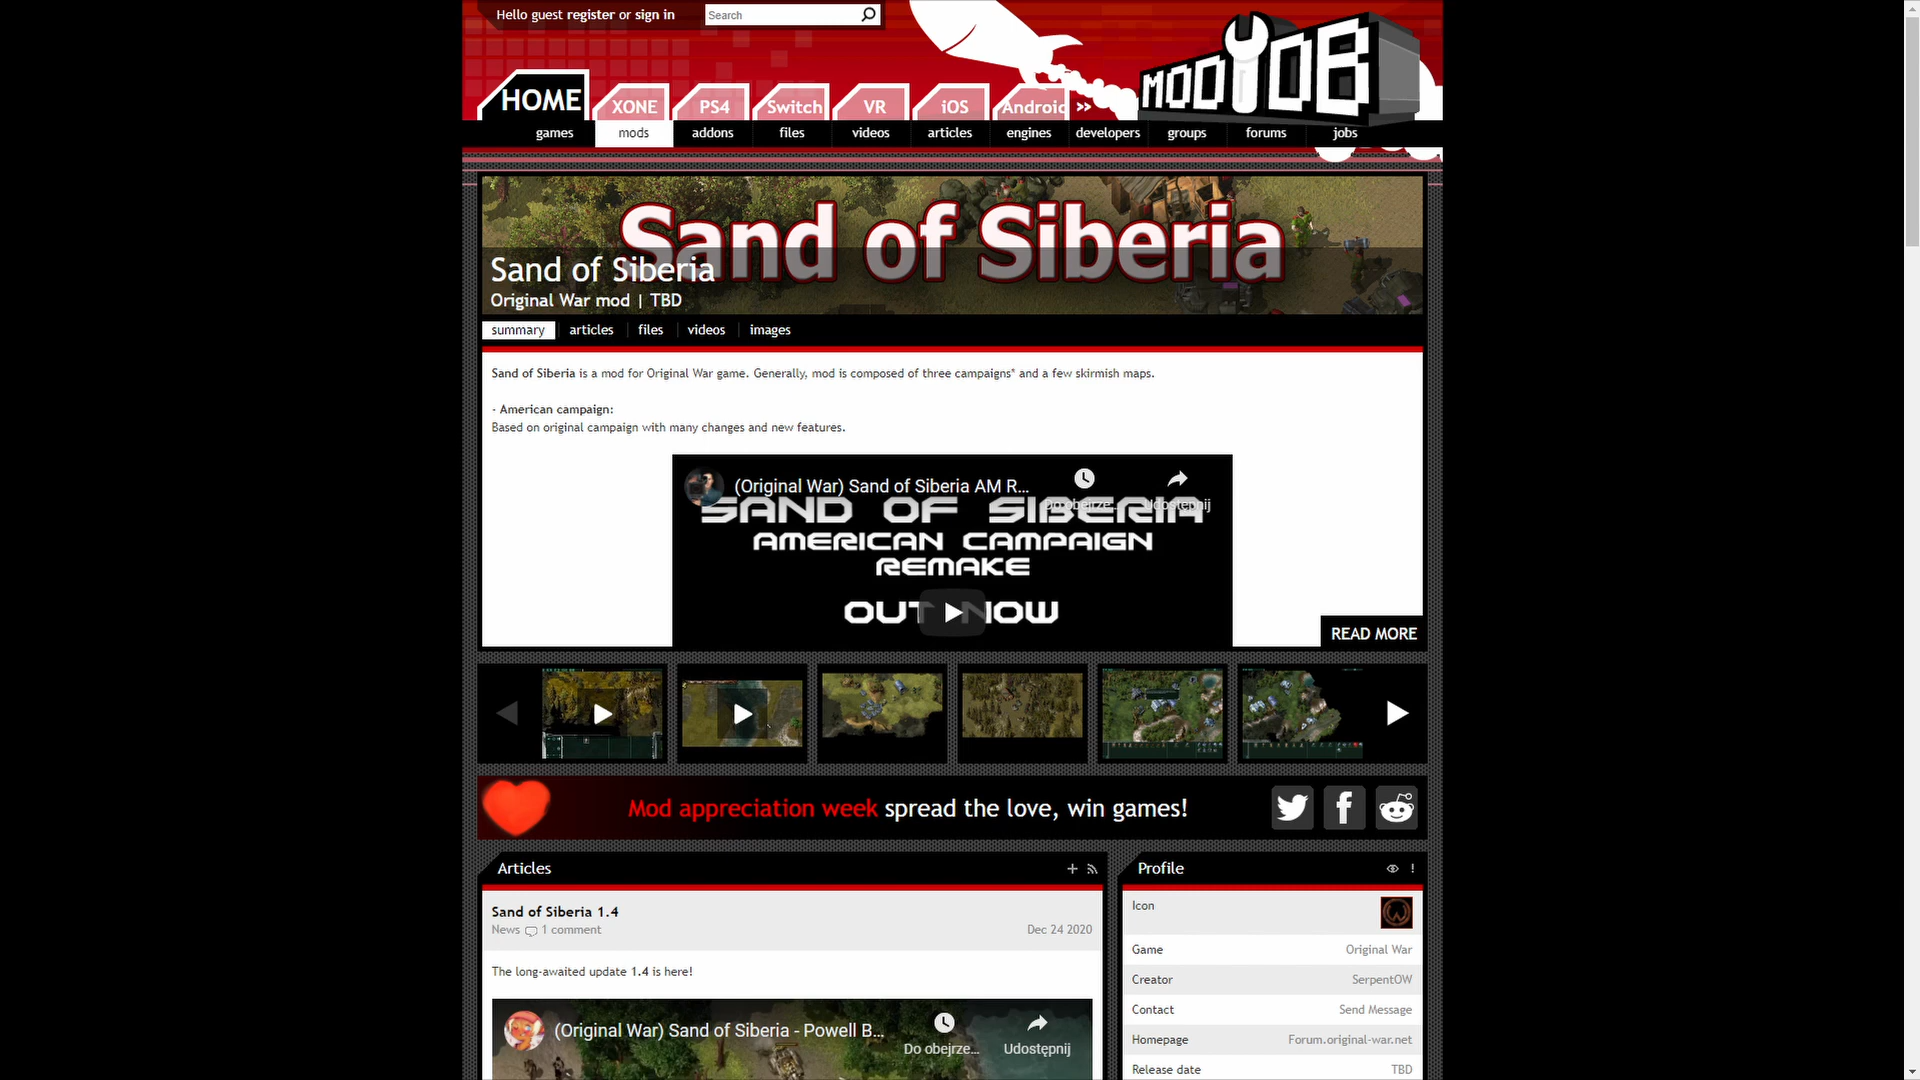 Hello guest register or sign in
Search
MODDB
HOME
XONE
PS4
Switch
VR
iOS
Android
>>
games
mods
addons
files
videos
articles
engines
developers
groups
forums
jobs
Sand of Siberia
Sand of Siberia
Original War mod | TBD
summary
articles
files
videos
images
Sand of Siberia is a mod for Original War game. Generally, mod is composed of three campaigns* and a few skirmish maps.
- American campaign:
Based on original campaign with many changes and new features.
(Original War) Sand of Siberia AM R...
Do obejrze...
Udostępnij
SAND OF SIBERIA
AMERICAN CAMPAIGN
REMAKE
OUT NOW
READ MORE
Mod appreciation week spread the love, win games!
Articles
Sand of Siberia 1.4
News 1 comment
Dec 24 2020
The long-awaited update 1.4 is here!
(Original War) Sand of Siberia - Powell B...
Do obejrze...
Udostępnij
Profile
Icon
Game
Original War
Creator
SerpentOW
Contact
Send Message
Homepage
Forum.original-war.net
Release date
TBD